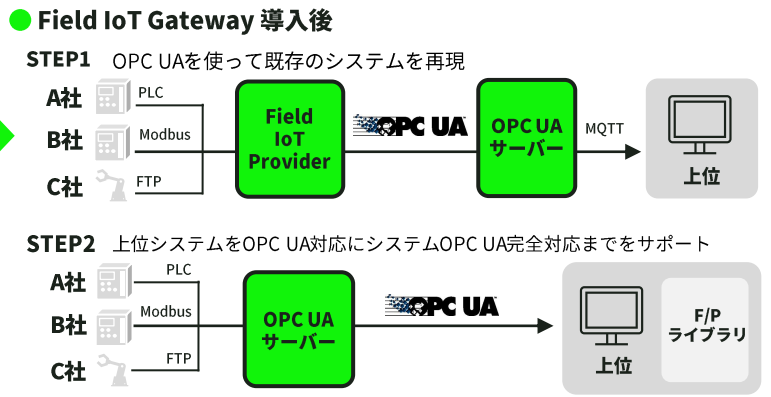 Field IoT Gateway 導入後
STEP1 OPC UAを使って既存のシステムを再現
A社
PLC
B社
Modbus
C社
FTP
Field
IoT
Provider
OPC UA
OPC UA
サーバー
MQTT
上位
STEP2 上位システムをOPC UA対応にシステムOPC UA完全対応までをサポート
A社
PLC
B社
Modbus
C社
FTP
OPC UA
サーバー
OPC UA
上位
F/P
ライブラリ